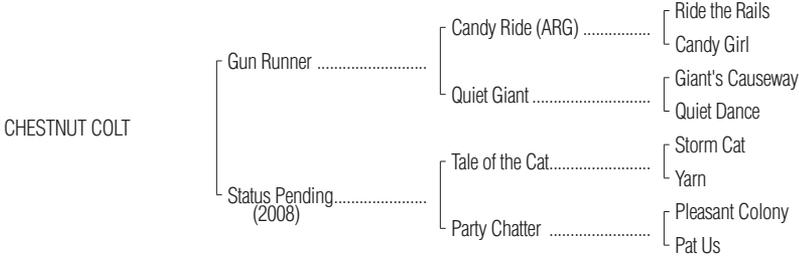 Ride the Rails
Candy Ride (ARG) ................
Candy Girl
Gun Runner ..........................
Giant's Causeway
Quiet Giant ............................
Quiet Dance
CHESTNUT COLT
Storm Cat
Tale of the Cat........................
Yarn
Status Pending......................
(2008)
Pleasant Colony
Party Chatter ........................
Pat Us